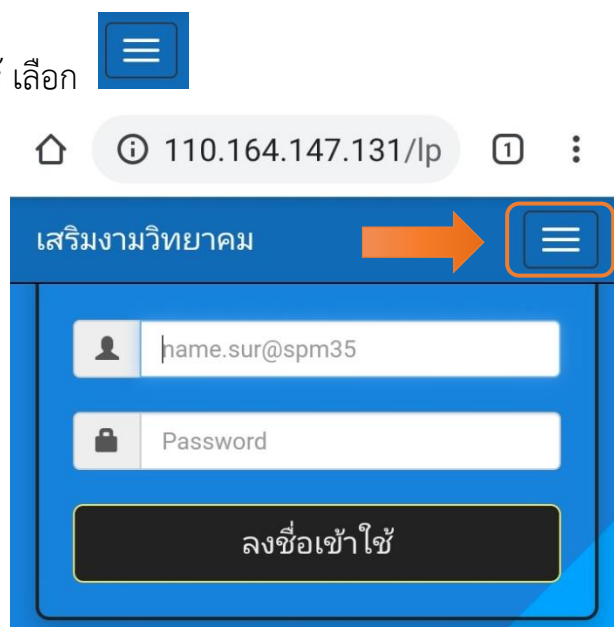 เลือก
110.164.147.131/lp
1
เสริมงามวิทยาคม
name.sur@spm35
Password
ลงชื่อเข้าใช้